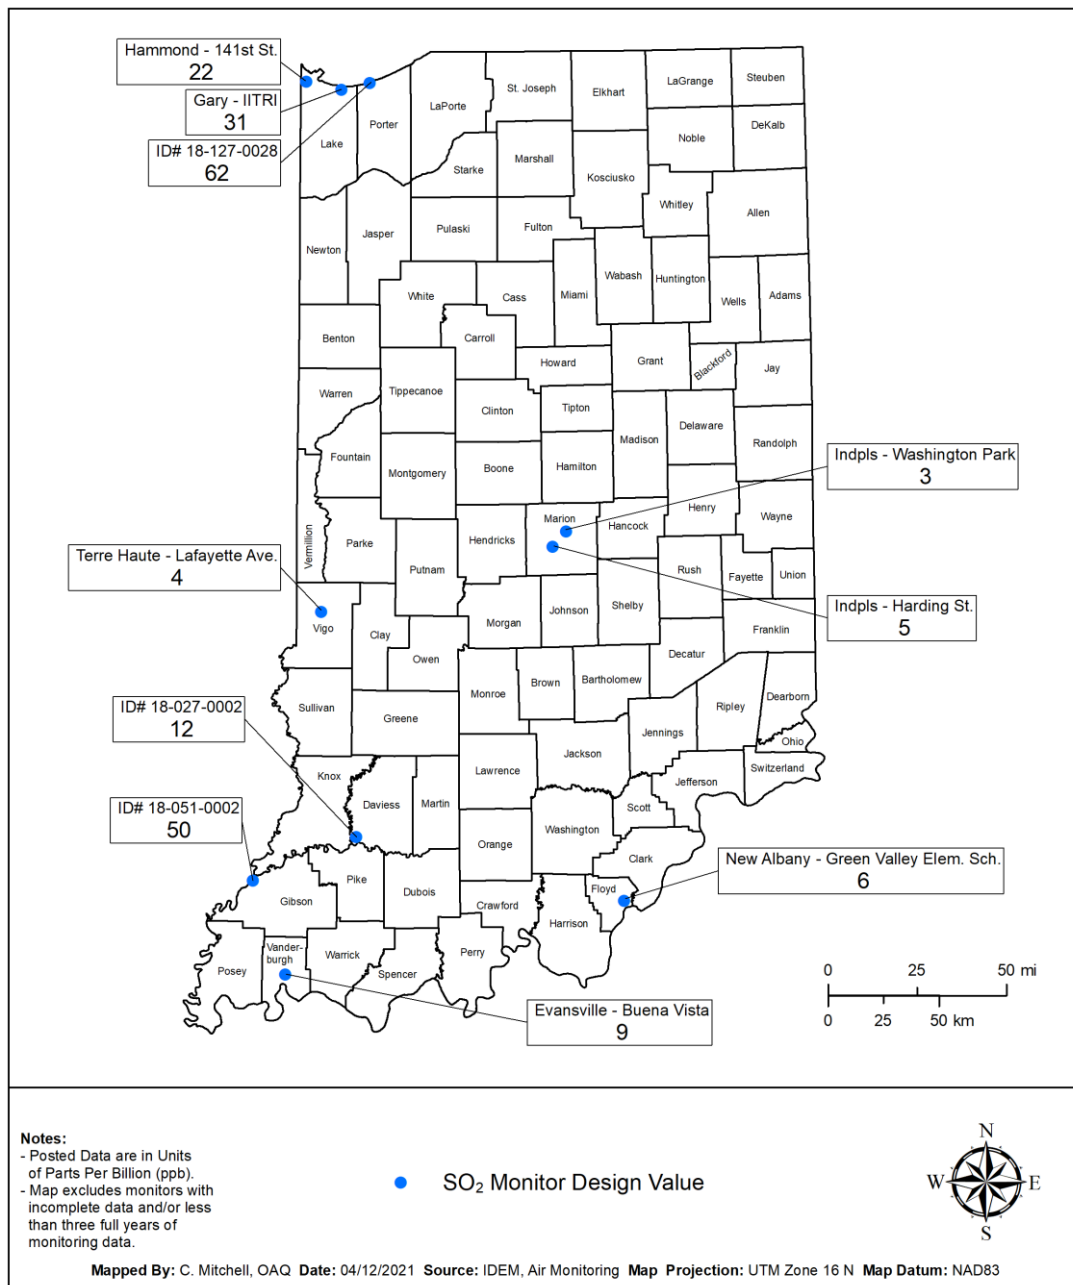 Hammond - 141st St.
22
Gary - IITRI
31
ID# 18-127-0028
62
Lake
Porter
LaPorte
St. Joseph
Elkhart
LaGrange
Steuben
Noble
DeKalb
Starke
Marshall
Kosciusko
Whitley
Allen
Newton
Jasper
Pulaski
Fulton
Wabash
Huntington
Miami
White
Cass
Wells
Adams
Benton
Carroll
Howard
Grant
Blackford
Jay
Warren
Tippecanoe
Clinton
Tipton
Madison
Delaware
Randolph
Fountain
Montgomery
Boone
Hamilton
Indpls - Washington Park
3
Vermillion
Parke
Putnam
Hendricks
Marion
Hancock
Henry
Wayne
Terre Haute - Lafayette Ave.
4
Rush
Fayette
Union
Vigo
Clay
Owen
Morgan
Johnson
Shelby
Indpls - Harding St.
5
Franklin
Decatur
ID# 18-027-0002
12
Sullivan
Greene
Monroe
Brown
Bartholomew
Ripley
Dearborn
Jennings
Ohio
Jackson
Switzerland
Knox
Daviess
Martin
Lawrence
Jefferson
Scott
ID# 18-051-0002
50
Orange
Washington
Clark
New Albany - Green Valley Elem. Sch.
6
Gibson
Pike
Dubois
Crawford
Floyd
Harrison
Posey
Vander-
burgh
Warrick
Spencer
Perry
Evansville - Buena Vista
9
0 25 50 mi
0 25 50 km
Notes:
- Posted Data are in Units
of Parts Per Billion (ppb).
- Map excludes monitors with
incomplete data and/or less
than three full years of
monitoring data.
SO₂ Monitor Design Value
N
W E
S
Mapped By: C. Mitchell, OAQ Date: 04/12/2021 Source: IDEM, Air Monitoring Map Projection: UTM Zone 16 N Map Datum: NAD83